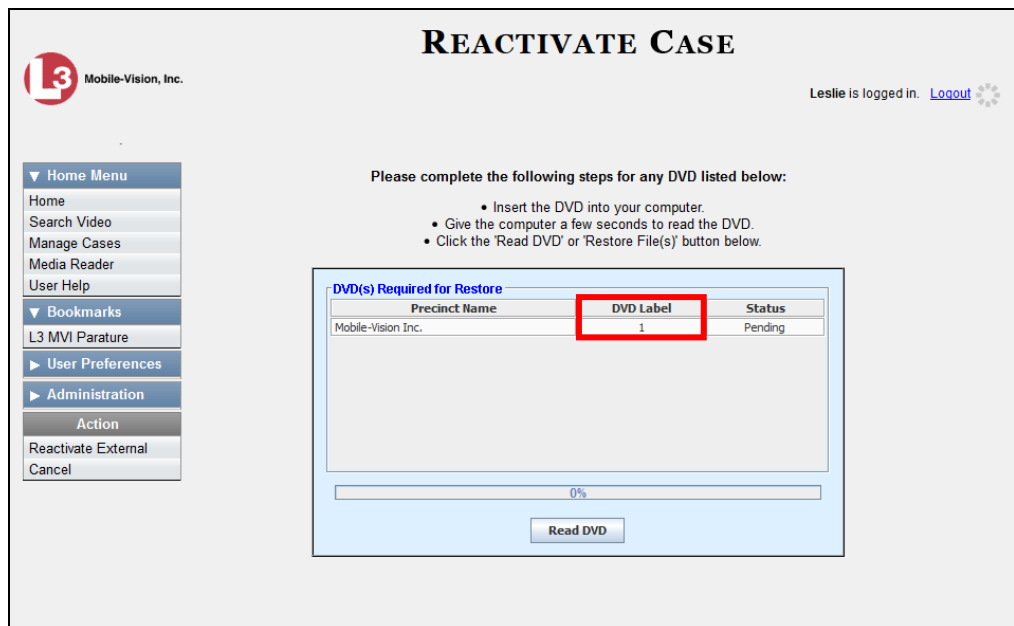 REACTIVATE CASE
L3 Mobile-Vision, Inc.
Leslie is logged in. Logout
▼ Home Menu
Home
Search Video
Manage Cases
Media Reader
User Help
▼ Bookmarks
L3 MVI Parature
► User Preferences
► Administration
Action
Reactivate External
Cancel
Please complete the following steps for any DVD listed below:
• Insert the DVD into your computer.
• Give the computer a few seconds to read the DVD.
• Click the 'Read DVD' or 'Restore File(s)' button below.
DVD(s) Required for Restore
Precinct Name DVD Label Status
Mobile-Vision Inc. 1 Pending
0%
Read DVD